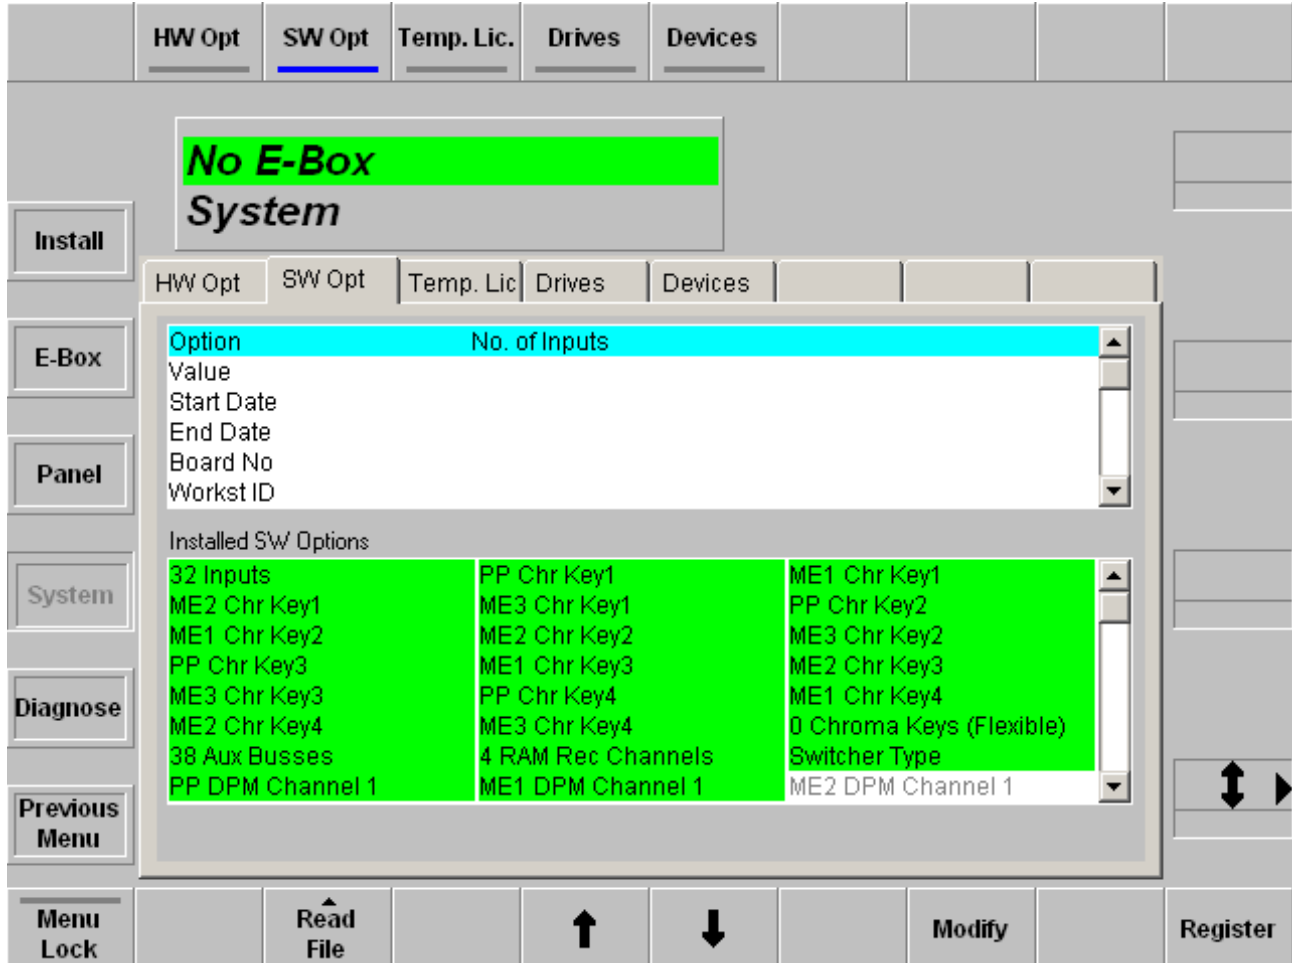 HW Opt SW Opt Temp. Lic. Drives Devices
No E-Box
System
Install
HW Opt SW Opt Temp. Lic Drives Devices
Option No. of Inputs
Value
Start Date
End Date
Board No
Workst ID
E-Box
Panel
Installed SW Options
32 Inputs PP Chr Key1 ME1 Chr Key1
ME2 Chr Key1 ME3 Chr Key1 PP Chr Key2
ME1 Chr Key2 ME2 Chr Key2 ME3 Chr Key2
PP Chr Key3 ME1 Chr Key3 ME2 Chr Key3
ME3 Chr Key3 PP Chr Key4 ME1 Chr Key4
ME2 Chr Key4 ME3 Chr Key4 0 Chroma Keys (Flexible)
38 Aux Busses 4 RAM Rec Channels Switcher Type
PP DPM Channel 1 ME1 DPM Channel 1 ME2 DPM Channel 1
System
Diagnose
Previous
Menu
Menu
Lock
Read
File
Modify
Register